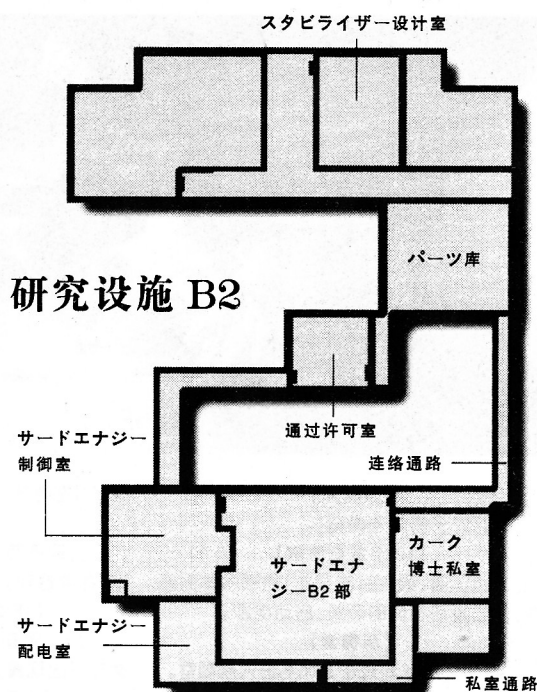 スタビライザー设计室
パーツ库
研究设施 B2
通过许可室
サードエナジー
制御室
连络通路
カーク
博士私室
サードエナ
ジーB2部
サードエナジー
配电室
私室通路